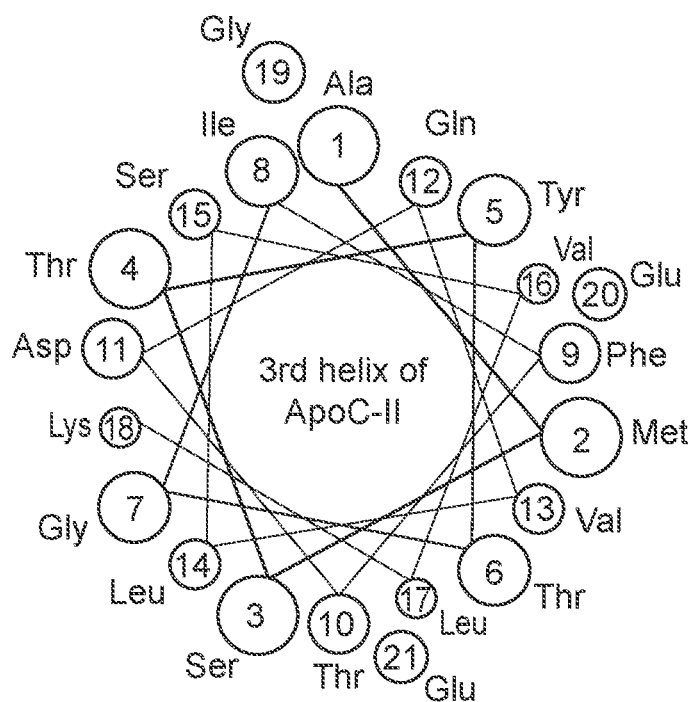 Gly
19
Ala
1
Ile
8
Gln
12
Ser
15
Tyr
5
Thr
4
Val
16
Glu
20
Asp
11
3rd helix of
ApoC-II
9
Phe
Lys
18
2
Met
Gly
7
13
Val
Leu
14
6
Thr
17
Leu
3
Ser
10
Thr
21
Glu